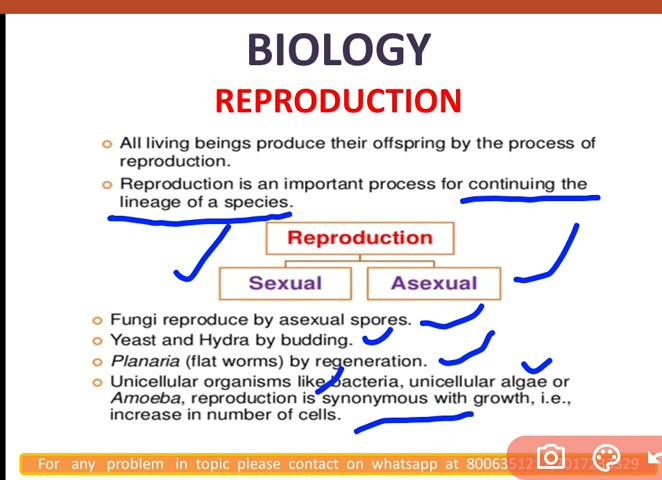 BIOLOGY
REPRODUCTION
All living beings produce their offspring by the process of
reproduction.
Reproduction is an important process for continuing the
lineage of a species.
Reproduction
Sexual
Asexual
Fungi reproduce by asexual spores.
Yeast and Hydra by budding.
Planaria (flat worms) by regeneration.
Unicellular organisms like bacteria, unicellular algae or
Amoeba, reproduction is synonymous with growth, i.e.,
increase in number of cells.
For any problem in topic please contact on whatsapp at